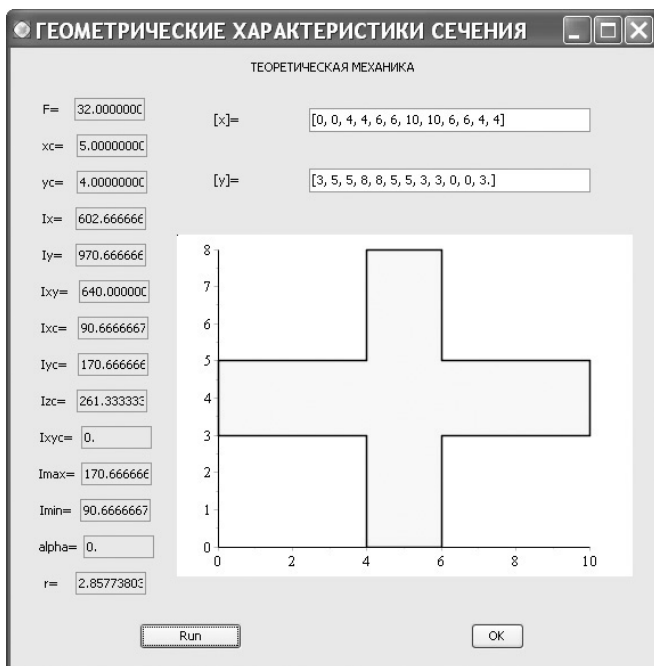 ГЕОМЕТРИЧЕСКИЕ ХАРАКТЕРИСТИКИ СЕЧЕНИЯ
ТЕОРЕТИЧЕСКАЯ МЕХАНИКА
F= 32.0000000
xc= 5.00000000
yc= 4.00000000
Ix= 602.666666
Iy= 970.666666
Ixy= 640.000000
Ixc= 90.6666667
Iyc= 170.666666
Izc= 261.333333
Ixyc= 0.
Imax= 170.666666
Imin= 90.6666667
alpha= 0.
r= 2.85773803
[x]= [0, 0, 4, 4, 6, 6, 10, 10, 6, 6, 4, 4]
[y]= [3, 5, 5, 8, 8, 5, 5, 3, 3, 0, 0, 3.]
8
7
6
5
4
3
2
1
0
0 2 4 6 8 10
Run OK